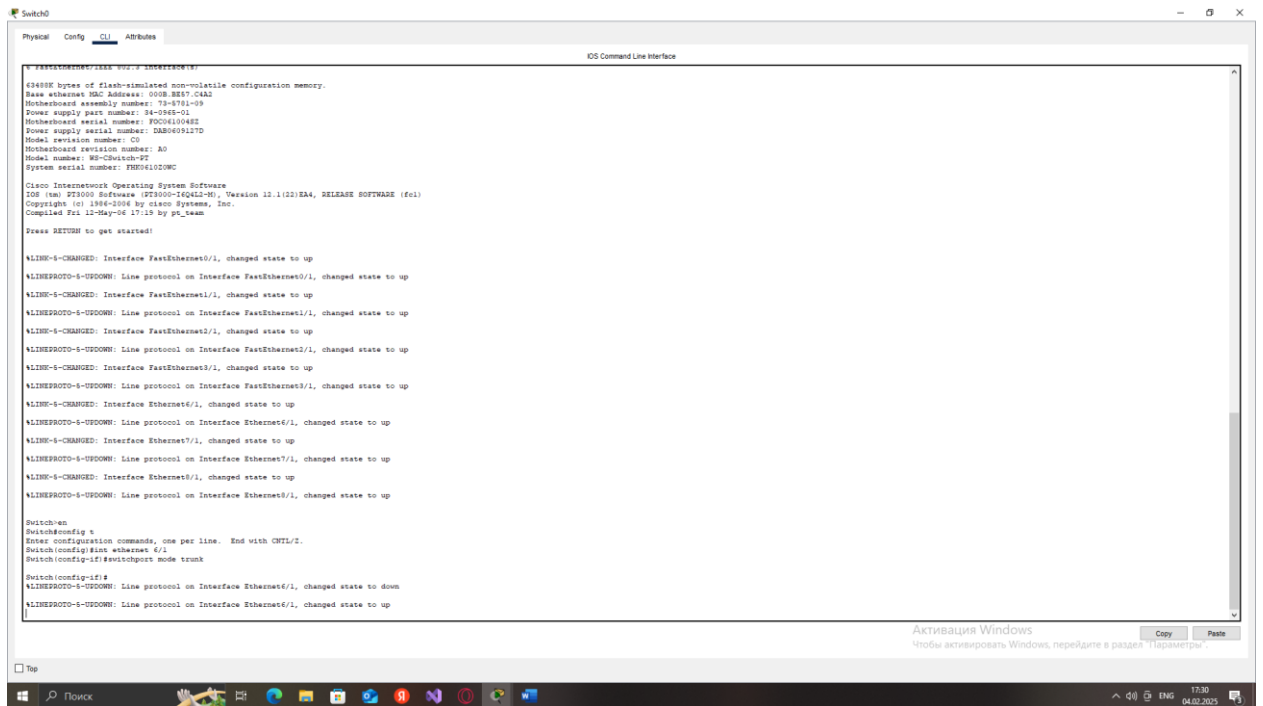 Switch0
Physical Config CLI Attributes
IOS Command Line Interface
63488K bytes of flash-simulated non-volatile configuration memory.
Base ethernet MAC Address: 000B.BE57.C4A2
Motherboard assembly number: 73-5781-09
Power supply part number: 34-0965-01
Motherboard serial number: FOC061004SZ
Power supply serial number: DAB0609127D
Model revision number: C0
Motherboard revision number: A0
Model number: WS-CSwitch-PT
System serial number: FHK0610Z0WC
Cisco Internetwork Operating System Software
IOS (tm) PT3000 Software (PT3000-I6Q4L2-M), Version 12.1(22)EA4, RELEASE SOFTWARE (fc1)
Copyright (c) 1986-2006 by cisco Systems, Inc.
Compiled Fri 12-May-06 17:19 by pt_team
Press RETURN to get started!
%LINK-5-CHANGED: Interface FastEthernet0/1, changed state to up
%LINEPROTO-5-UPDOWN: Line protocol on Interface FastEthernet0/1, changed state to up
%LINK-5-CHANGED: Interface FastEthernet1/1, changed state to up
%LINEPROTO-5-UPDOWN: Line protocol on Interface FastEthernet1/1, changed state to up
%LINK-5-CHANGED: Interface FastEthernet2/1, changed state to up
%LINEPROTO-5-UPDOWN: Line protocol on Interface FastEthernet2/1, changed state to up
%LINK-5-CHANGED: Interface FastEthernet3/1, changed state to up
%LINEPROTO-5-UPDOWN: Line protocol on Interface FastEthernet3/1, changed state to up
%LINK-5-CHANGED: Interface Ethernet6/1, changed state to up
%LINEPROTO-5-UPDOWN: Line protocol on Interface Ethernet6/1, changed state to up
%LINK-5-CHANGED: Interface Ethernet7/1, changed state to up
%LINEPROTO-5-UPDOWN: Line protocol on Interface Ethernet7/1, changed state to up
%LINK-5-CHANGED: Interface Ethernet8/1, changed state to up
%LINEPROTO-5-UPDOWN: Line protocol on Interface Ethernet8/1, changed state to up
Switch>en
Switch#config t
Enter configuration commands, one per line. End with CNTL/Z.
Switch(config)#int ethernet 6/1
Switch(config-if)#switchport mode trunk
Switch(config-if)#
%LINEPROTO-5-UPDOWN: Line protocol on Interface Ethernet6/1, changed state to down
%LINEPROTO-5-UPDOWN: Line protocol on Interface Ethernet6/1, changed state to up
Активация Windows
Чтобы активировать Windows, перейдите в раздел "Параметры".
Copy Paste
Top
Поиск
ENG
17:30
04.02.2025